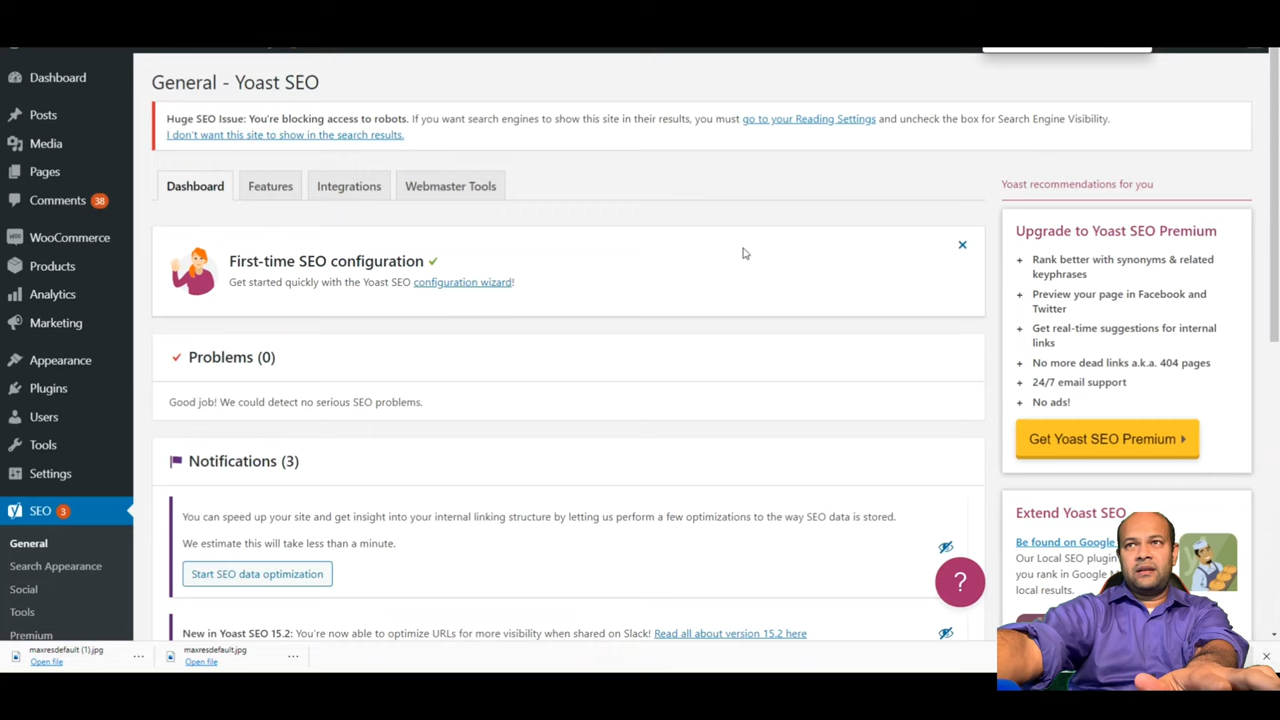 Dashboard
Posts
Media
Pages
Comments 38
WooCommerce
Products
Analytics
Marketing
Appearance
Plugins
Users
Tools
Settings
SEO 3
General
Search Appearance
Social
Tools
Premium
General - Yoast SEO
Huge SEO Issue: You're blocking access to robots. If you want search engines to show this site in their results, you must go to your Reading Settings and uncheck the box for Search Engine Visibility.
I don't want this site to show in the search results.
Dashboard Features Integrations Webmaster Tools
First-time SEO configuration
Get started quickly with the Yoast SEO configuration wizard!
Problems (0)
Good job! We could detect no serious SEO problems.
Notifications (3)
You can speed up your site and get insight into your internal linking structure by letting us perform a few optimizations to the way SEO data is stored.
We estimate this will take less than a minute.
Start SEO data optimization
New in Yoast SEO 15.2: You're now able to optimize URLs for more visibility when shared on Slack! Read all about version 15.2 here
Yoast recommendations for you
Upgrade to Yoast SEO Premium
+ Rank better with synonyms & related
keyphrases
+ Preview your page in Facebook and
Twitter
+ Get real-time suggestions for internal
links
+ No more dead links a.k.a. 404 pages
+ 24/7 email support
+ No ads!
Get Yoast SEO Premium
Extend Yoast SEO
Be found on Google
Our Local SEO plugin
you rank in Google
local results.
?
maxresdefault (1).jpg
Open file
maxresdefault.jpg
Open file